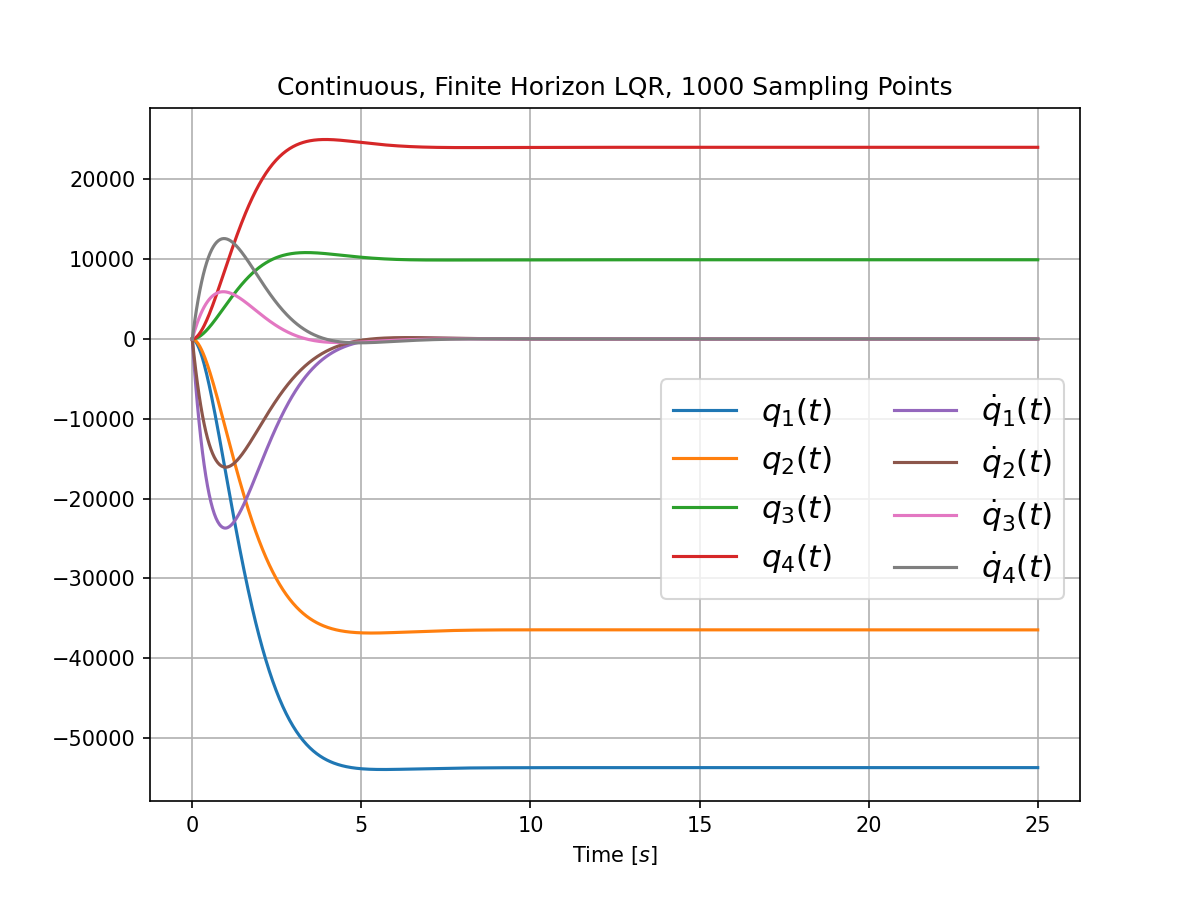 Continuous, Finite Horizon LQR, 1000 Sampling Points
20000
10000
0
−10000
−20000
−30000
−40000
−50000
q₁(t)
q₂(t)
q₃(t)
q₄(t)
q̇₁(t)
q̇₂(t)
q̇₃(t)
q̇₄(t)
0 5 10 15 20 25
Time [s]